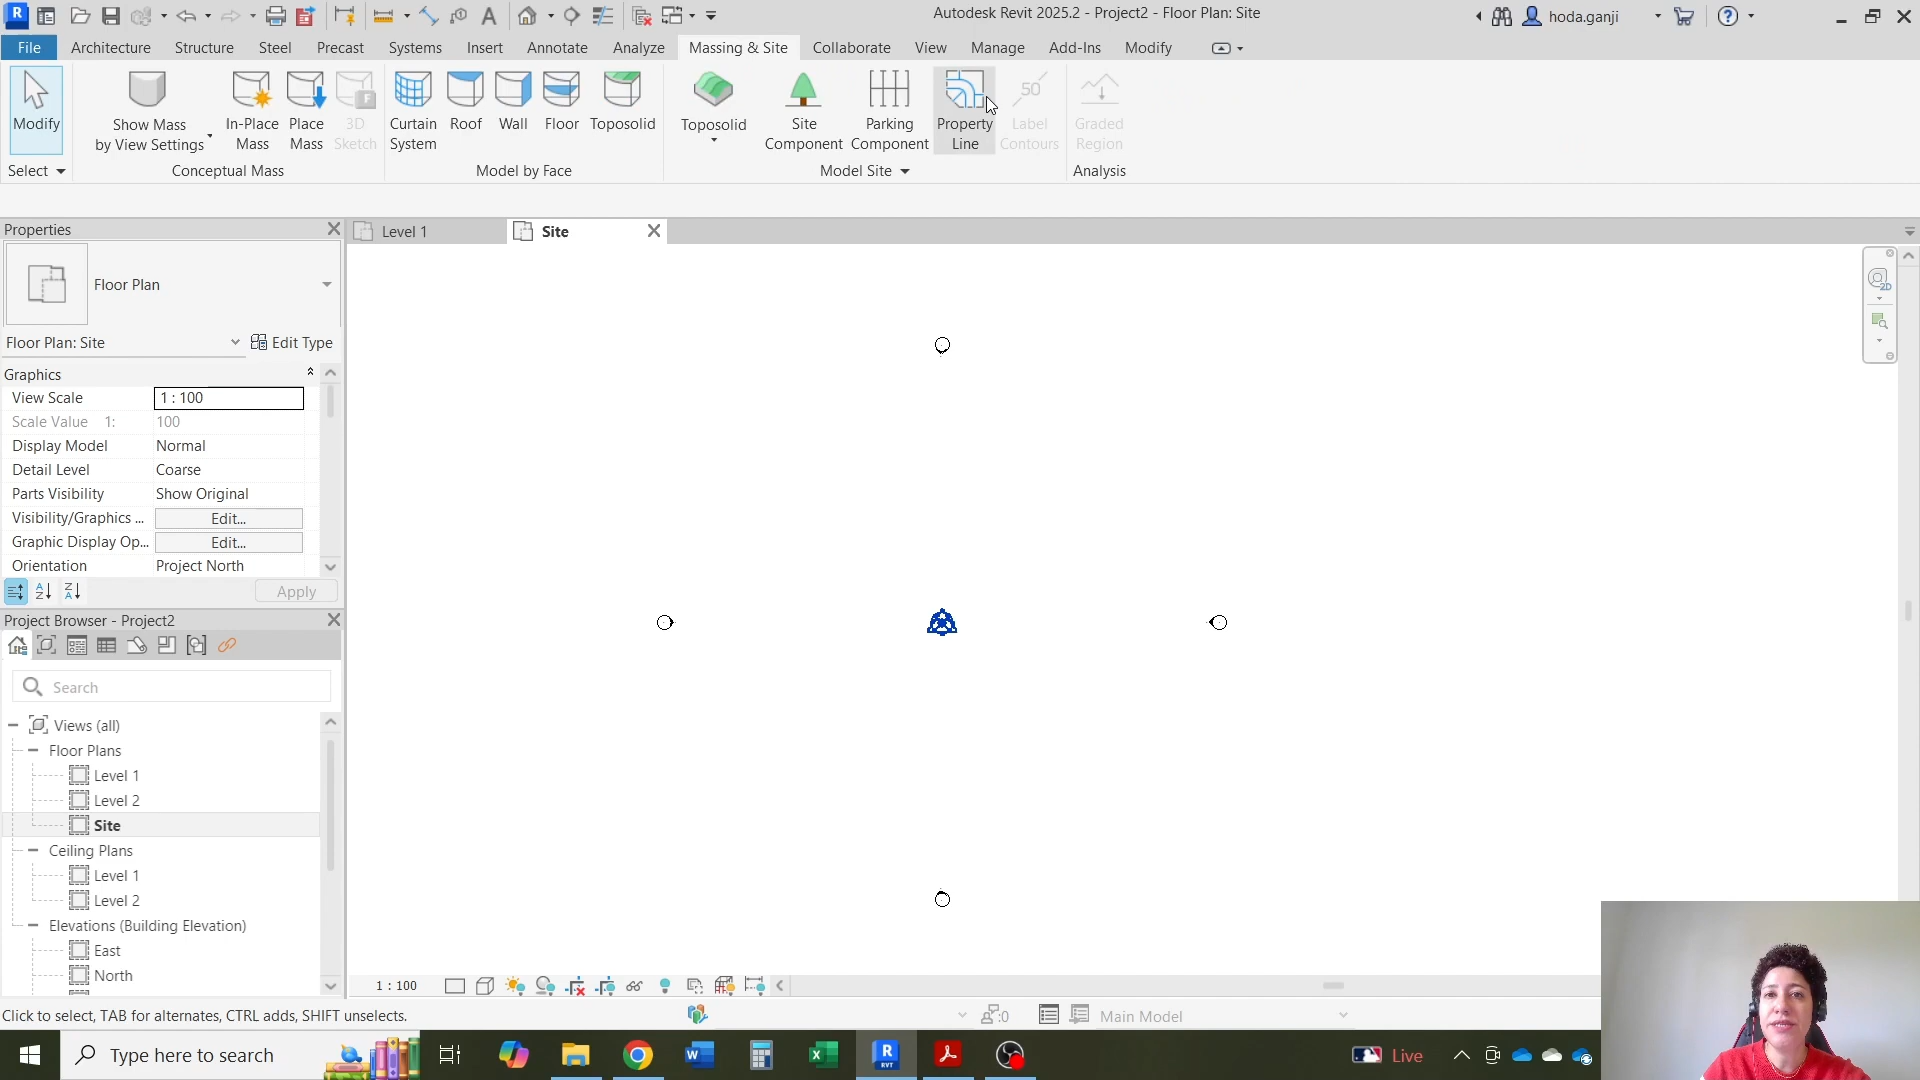 Autodesk Revit 2025.2 - Project2 - Floor Plan: Site
hoda.ganji
File Architecture Structure Steel Precast Systems Insert Annotate Analyze Massing & Site Collaborate View Manage Add-Ins Modify
Modify
Show Mass
by View Settings
In-Place
Mass
Place
Mass
3D
Sketch
Curtain
System
Roof
Wall
Floor
Toposolid
Toposolid
Site
Component
Parking
Component
Property
Line
50
Label
Contours
Graded
Region
Select
Conceptual Mass
Model by Face
Model Site
Analysis
Properties
Level 1
Site
Floor Plan
Floor Plan: Site
Edit Type
Graphics
View Scale 1 : 100
Scale Value 1: 100
Display Model Normal
Detail Level Coarse
Parts Visibility Show Original
Visibility/Graphics ... Edit...
Graphic Display Op... Edit...
Orientation Project North
Apply
Project Browser - Project2
Search
Views (all)
Floor Plans
Level 1
Level 2
Site
Ceiling Plans
Level 1
Level 2
Elevations (Building Elevation)
East
North
2D
1 : 100
Click to select, TAB for alternates, CTRL adds, SHIFT unselects.
:0
Main Model
Type here to search
Live